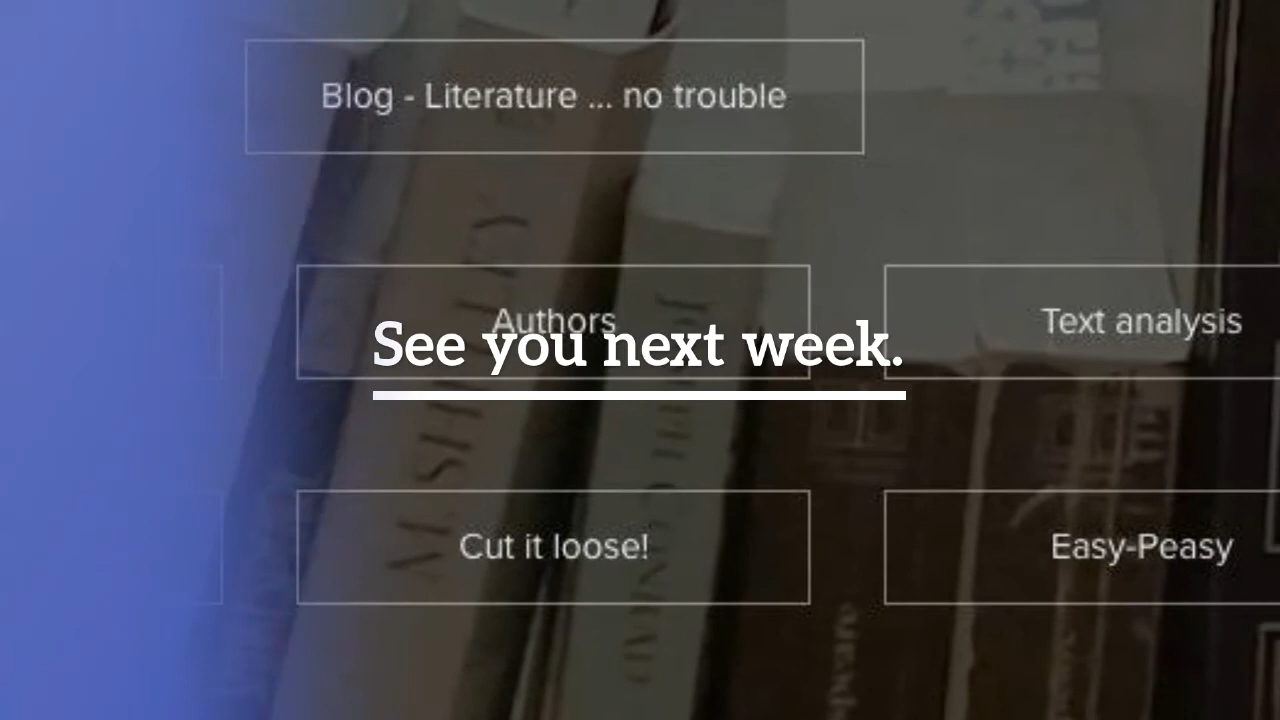 Blog - Literature ... no trouble
Authors
Text analysis
See you next week.
Cut it loose!
Easy-Peasy